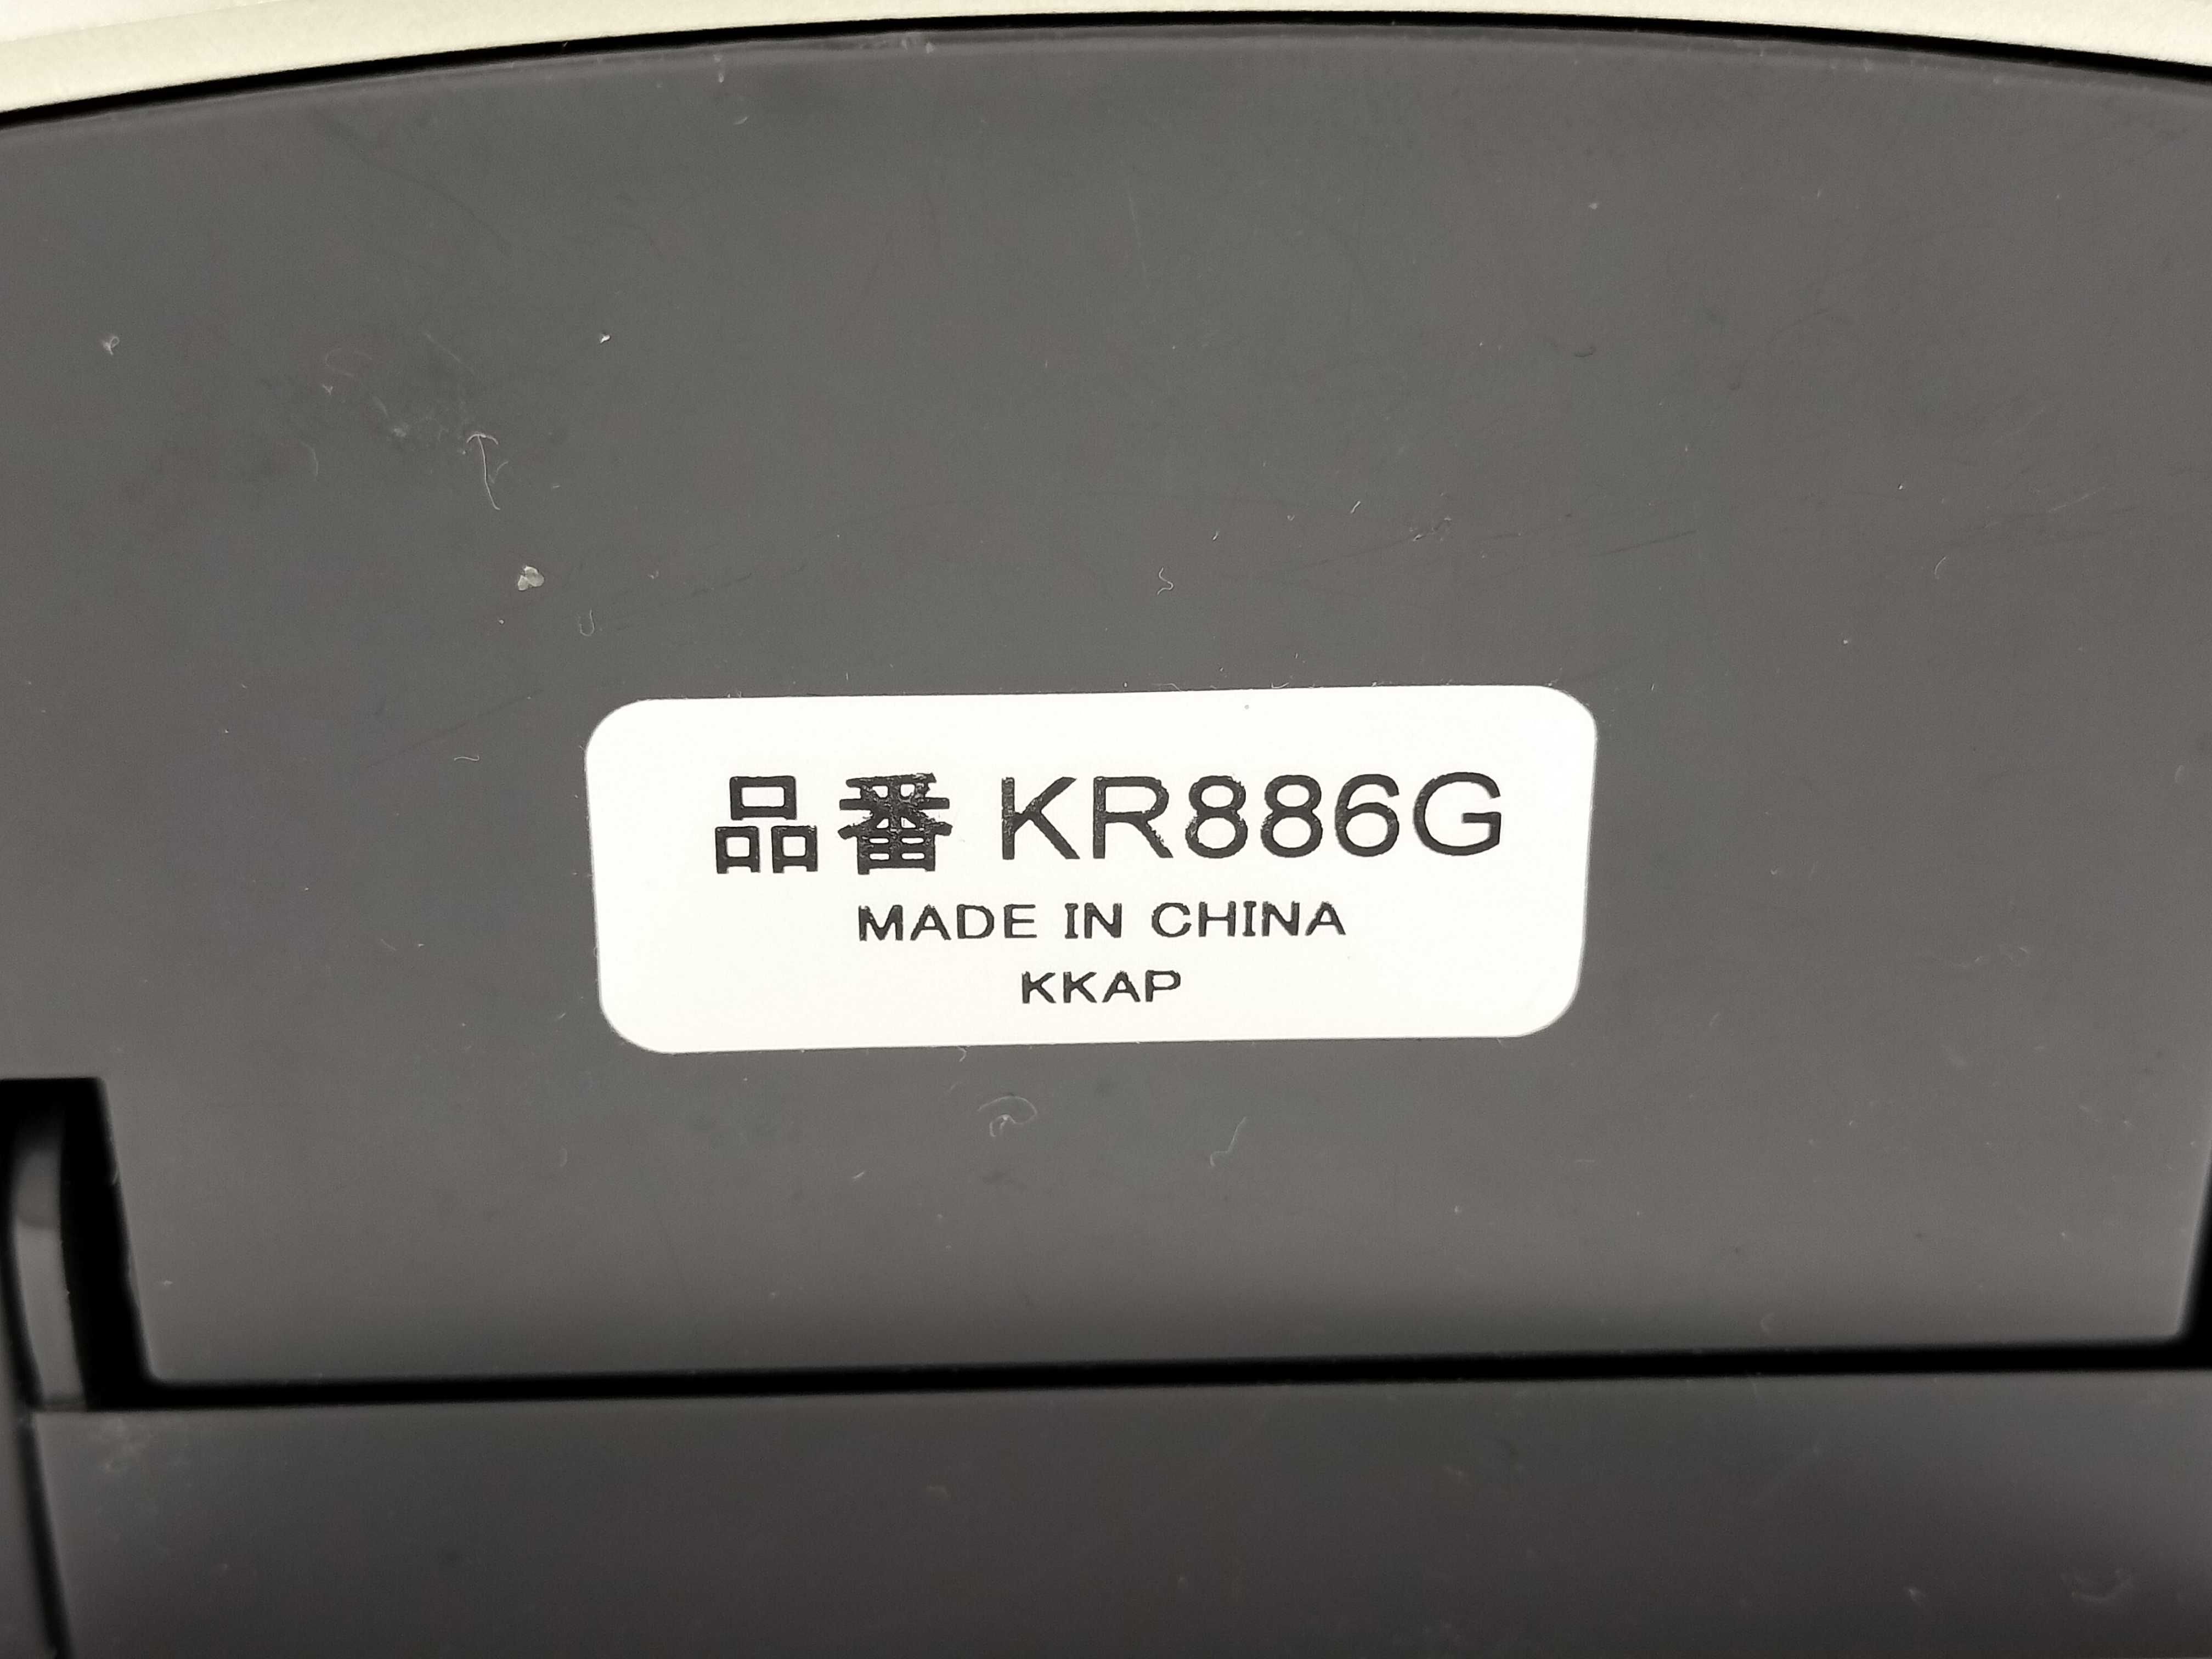 品番 KR886G
MADE IN CHINA
KKAP